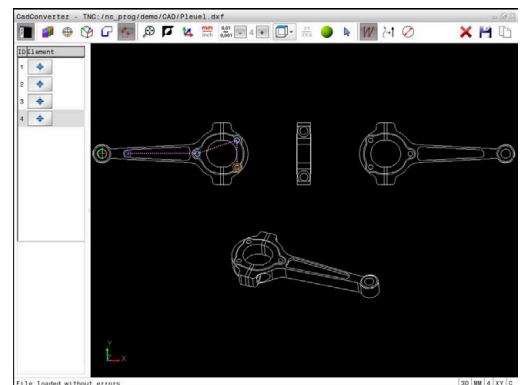 CadConverter - TNC:/nc_prog/demo/CAD/Pleuel.dxf
mm
inch
0,01
0,001
4
ID Element
1
2
3
4
Y
Z X
File loaded without errors
3D MM 4 XY C